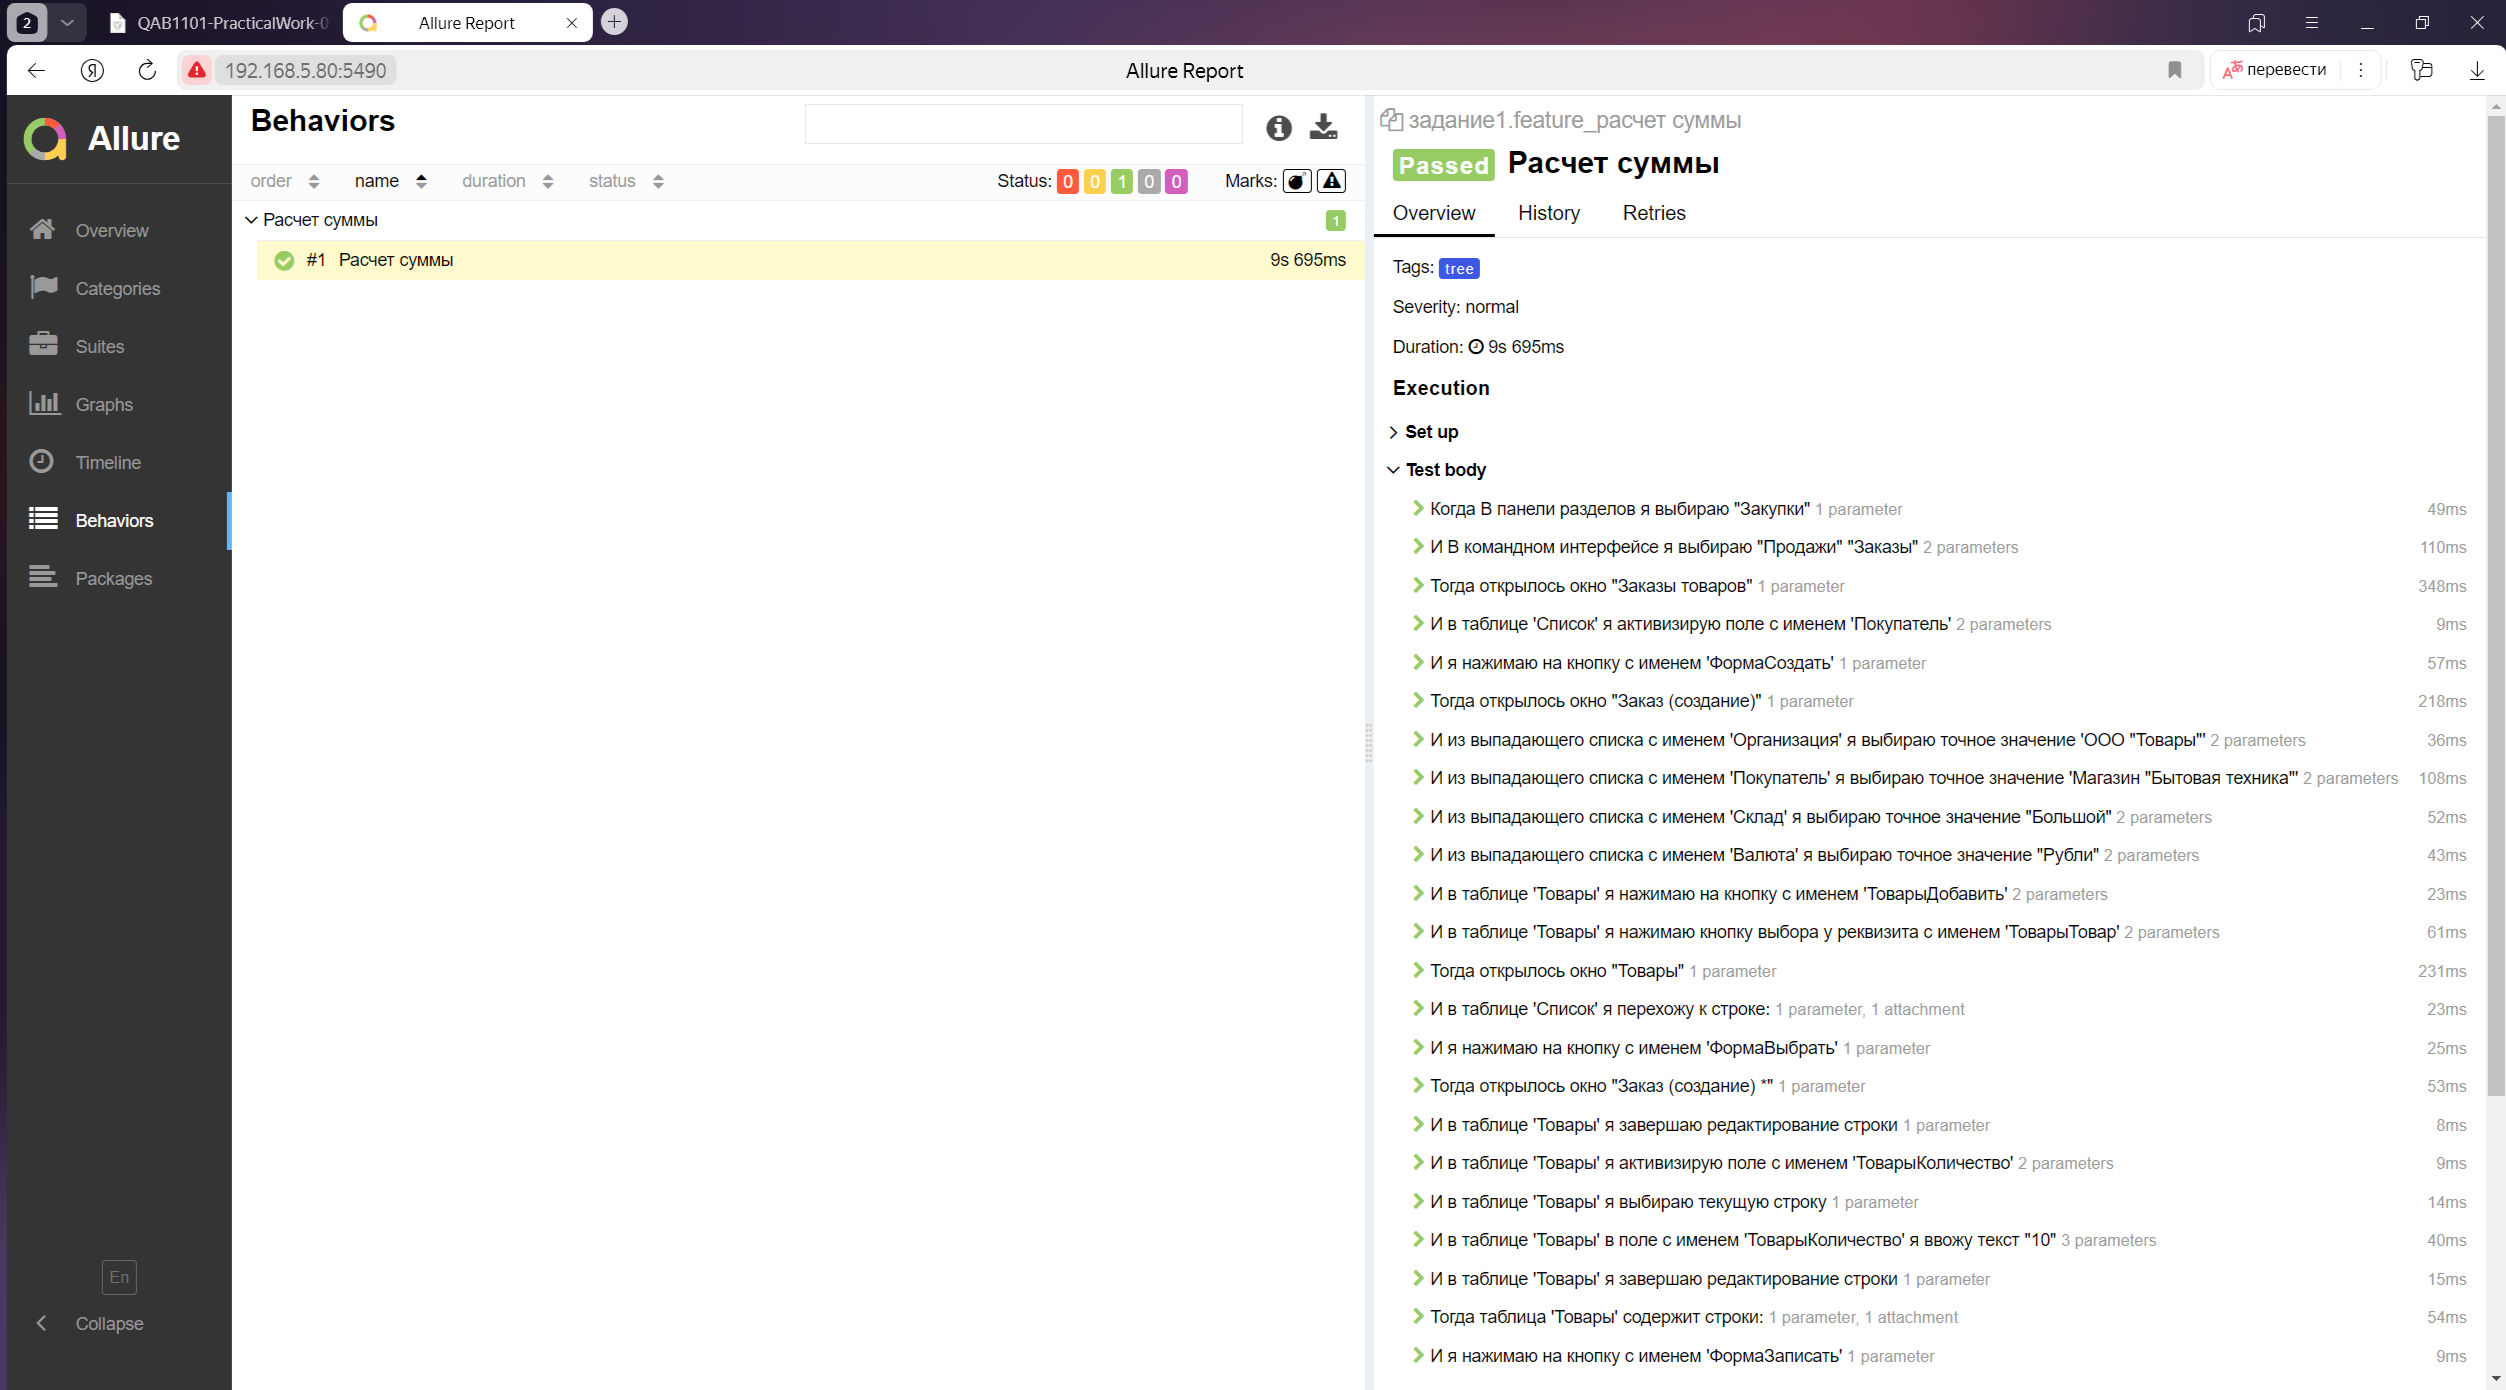 2
QAB1101-PracticalWork-0
Allure Report
192.168.5.80:5490
Allure Report
перевести
Allure
Overview
Categories
Suites
Graphs
Timeline
Behaviors
Packages
En
Collapse
Behaviors
order name duration status Status: 0 0 1 0 0 Marks:
Расчет суммы 1
#1 Расчет суммы 9s 695ms
задание1.feature_расчет суммы
Passed Расчет суммы
Overview History Retries
Tags: tree
Severity: normal
Duration: 9s 695ms
Execution
Set up
Test body
Когда В панели разделов я выбираю "Закупки" 1 parameter 49ms
И В командном интерфейсе я выбираю "Продажи" "Заказы" 2 parameters 110ms
Тогда открылось окно "Заказы товаров" 1 parameter 348ms
И в таблице 'Список' я активизирую поле с именем 'Покупатель' 2 parameters 9ms
И я нажимаю на кнопку с именем 'ФормаСоздать' 1 parameter 57ms
Тогда открылось окно "Заказ (создание)" 1 parameter 218ms
И из выпадающего списка с именем 'Организация' я выбираю точное значение 'ООО "Товары"' 2 parameters 36ms
И из выпадающего списка с именем 'Покупатель' я выбираю точное значение 'Магазин "Бытовая техника"' 2 parameters 108ms
И из выпадающего списка с именем 'Склад' я выбираю точное значение "Большой" 2 parameters 52ms
И из выпадающего списка с именем 'Валюта' я выбираю точное значение "Рубли" 2 parameters 43ms
И в таблице 'Товары' я нажимаю на кнопку с именем 'ТоварыДобавить' 2 parameters 23ms
И в таблице 'Товары' я нажимаю кнопку выбора у реквизита с именем 'ТоварыТовар' 2 parameters 61ms
Тогда открылось окно "Товары" 1 parameter 231ms
И в таблице 'Список' я перехожу к строке: 1 parameter, 1 attachment 23ms
И я нажимаю на кнопку с именем 'ФормаВыбрать' 1 parameter 25ms
Тогда открылось окно "Заказ (создание) *" 1 parameter 53ms
И в таблице 'Товары' я завершаю редактирование строки 1 parameter 8ms
И в таблице 'Товары' я активизирую поле с именем 'ТоварыКоличество' 2 parameters 9ms
И в таблице 'Товары' я выбираю текущую строку 1 parameter 14ms
И в таблице 'Товары' в поле с именем 'ТоварыКоличество' я ввожу текст "10" 3 parameters 40ms
И в таблице 'Товары' я завершаю редактирование строки 1 parameter 15ms
Тогда таблица 'Товары' содержит строки: 1 parameter, 1 attachment 54ms
И я нажимаю на кнопку с именем 'ФормаЗаписать' 1 parameter 9ms